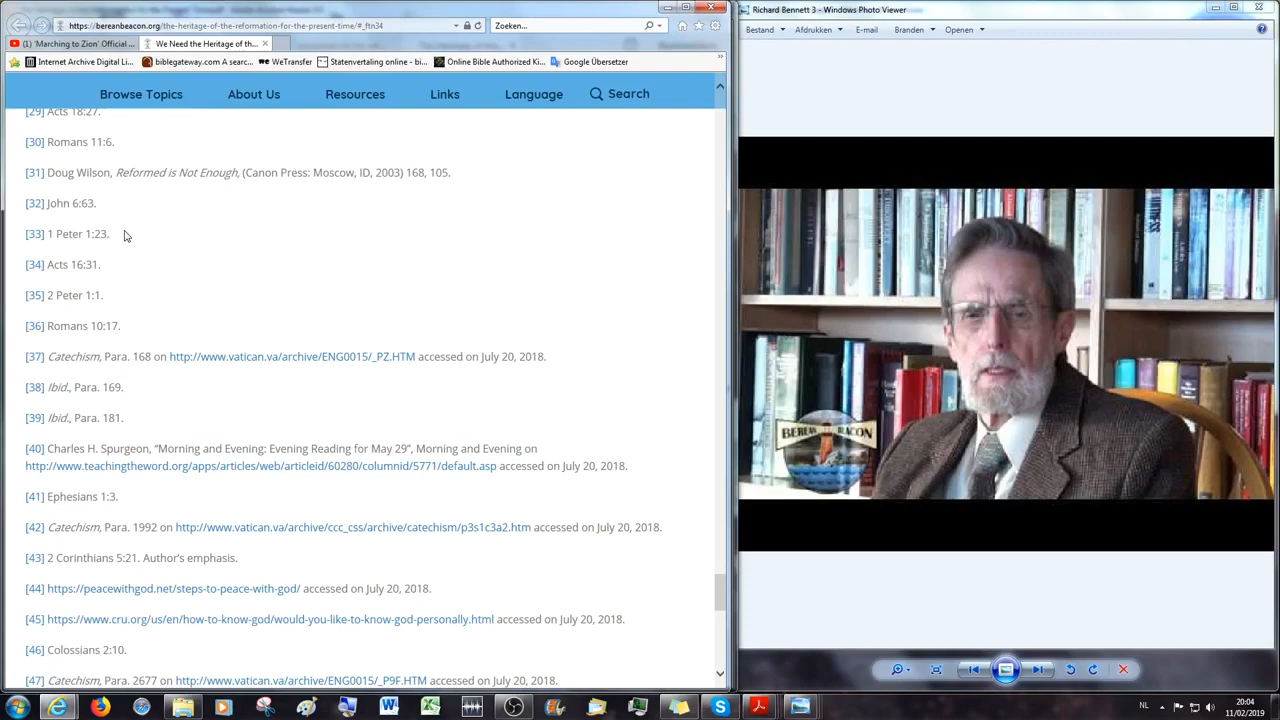 https://bereanbeacon.org/the-heritage-of-the-reformation-for-the-present-time/#_ftn34
Zoeken...
(1) 'Marching to Zion' Official ...
We Need the Heritage of th...
Internet Archive Digital Li...
biblegateway.com A searc...
WeTransfer
Statenvertaling online - bi...
Online Bible Authorized Ki...
Google Übersetzer
Browse Topics
About Us
Resources
Links
Language
Search
[29] Acts 18:27.
[30] Romans 11:6.
[31] Doug Wilson, Reformed is Not Enough, (Canon Press: Moscow, ID, 2003) 168, 105.
[32] John 6:63.
[33] 1 Peter 1:23.
[34] Acts 16:31.
[35] 2 Peter 1:1.
[36] Romans 10:17.
[37] Catechism, Para. 168 on http://www.vatican.va/archive/ENG0015/_PZ.HTM accessed on July 20, 2018.
[38] Ibid., Para. 169.
[39] Ibid., Para. 181.
[40] Charles H. Spurgeon, “Morning and Evening: Evening Reading for May 29”, Morning and Evening on
http://www.teachingtheword.org/apps/articles/web/articleid/60280/columnid/5771/default.asp accessed on July 20, 2018.
[41] Ephesians 1:3.
[42] Catechism, Para. 1992 on http://www.vatican.va/archive/ccc_css/archive/catechism/p3s1c3a2.htm accessed on July 20, 2018.
[43] 2 Corinthians 5:21. Author’s emphasis.
[44] https://peacewithgod.net/steps-to-peace-with-god/ accessed on July 20, 2018.
[45] https://www.cru.org/us/en/how-to-know-god/would-you-like-to-know-god-personally.html accessed on July 20, 2018.
[46] Colossians 2:10.
[47] Catechism, Para. 2677 on http://www.vatican.va/archive/ENG0015/_P9F.HTM accessed on July 20, 2018.
Richard Bennett 3 - Windows Photo Viewer
Bestand
Afdrukken
E-mail
Branden
Openen
BEREAN BEACON
NL
20:04
11/02/2019